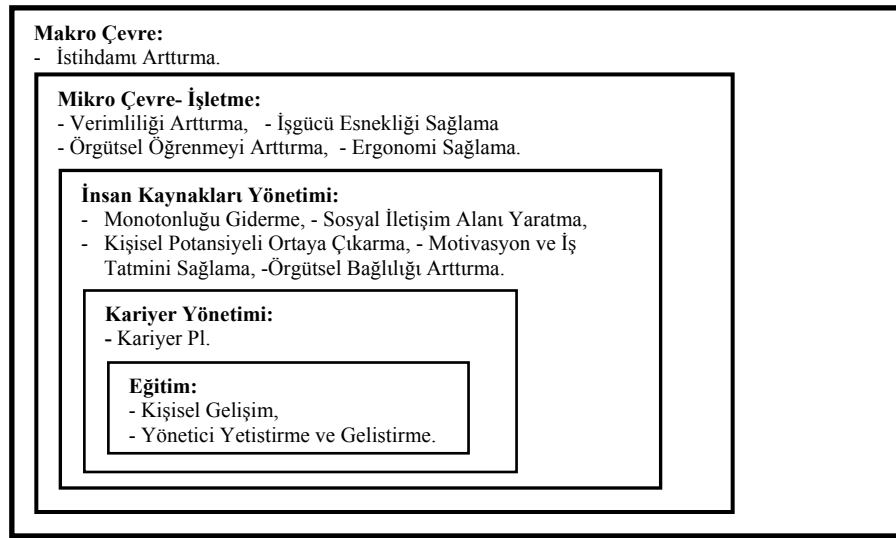 Makro Çevre:
- İstihdamı Arttırma.
Mikro Çevre- İşletme:
- Verimliliği Arttırma, - İşgücü Esnekliği Sağlama
- Örgütsel Öğrenmeyi Arttırma, - Ergonomi Sağlama.
İnsan Kaynakları Yönetimi:
- Monotonluğu Giderme, - Sosyal İletişim Alanı Yaratma,
- Kişisel Potansiyeli Ortaya Çıkarma, - Motivasyon ve İş
Tatmini Sağlama, -Örgütsel Bağlılığı Arttırma.
Kariyer Yönetimi:
- Kariyer Pl.
Eğitim:
- Kişisel Gelişim,
- Yönetici Yetistirme ve Gelistirme.